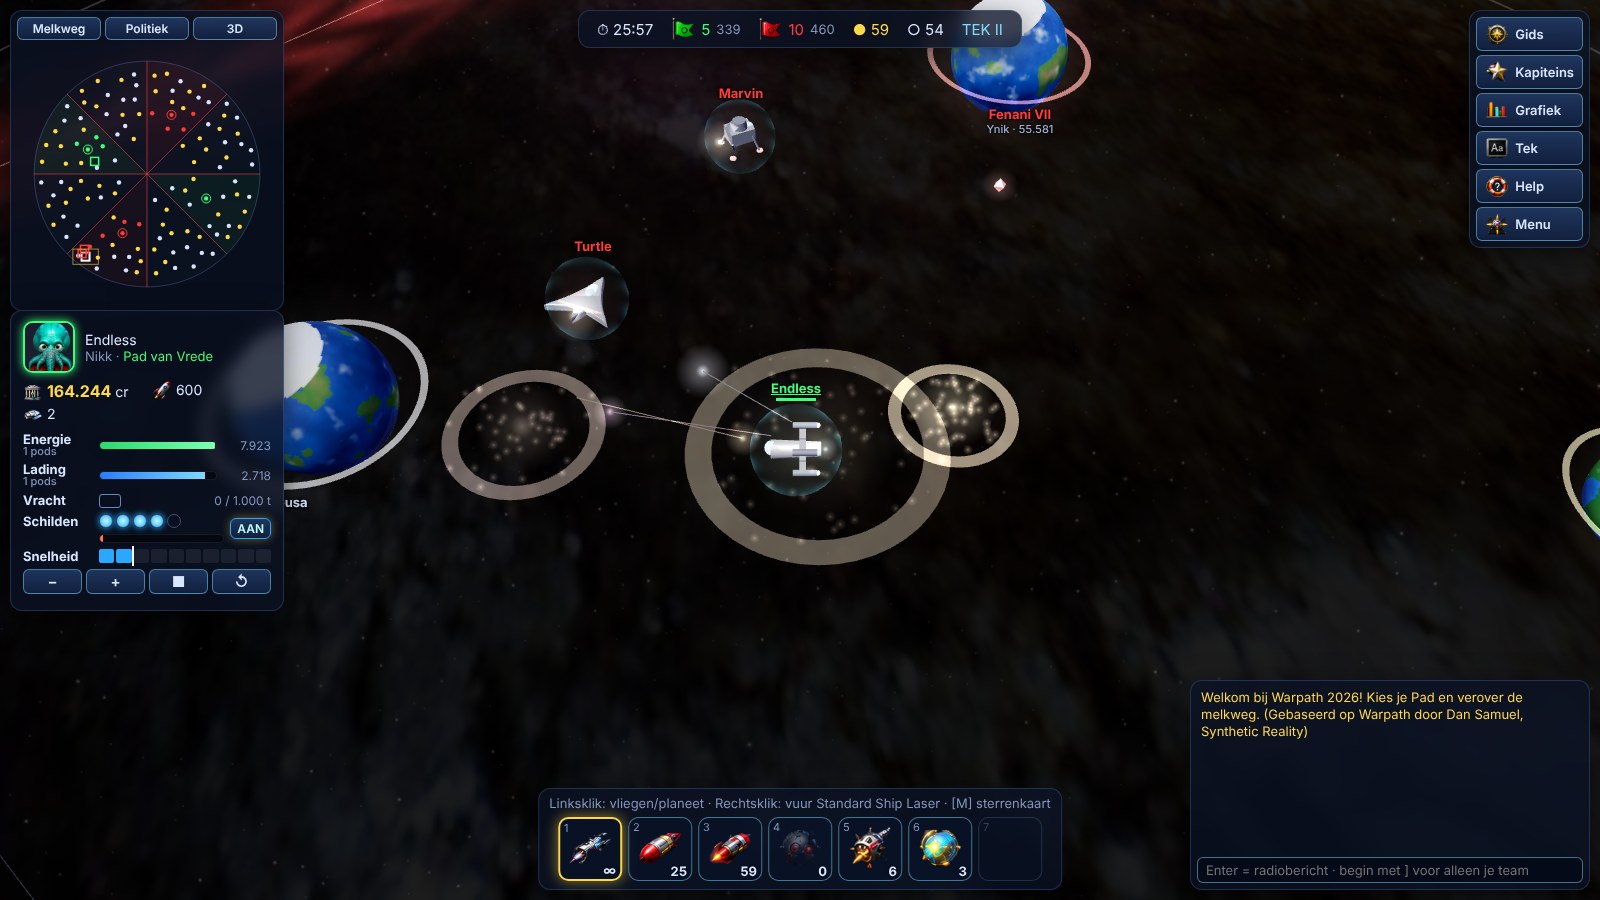 Melkweg Politiek 3D
25:57 5 339 10 460 59 54 TEK II
Gids
Kapiteins
Grafiek
Tek
Help
Menu
Marvin
Fenani VII
Ynik · 55.581
Turtle
Endless
usa
Endless
Nikk · Pad van Vrede
164.244 cr 600
2
Energie 7.923
1 pods
Lading 2.718
1 pods
Vracht 0 / 1.000 t
Schilden AAN
Snelheid
− +
Welkom bij Warpath 2026! Kies je Pad en verover de
melkweg. (Gebaseerd op Warpath door Dan Samuel,
Synthetic Reality)
Enter = radiobericht · begin met ] voor alleen je team
Linksklik: vliegen/planeet · Rechtsklik: vuur Standard Ship Laser · [M] sterrenkaart
1 2 3 4 5 6 7
∞ 25 59 0 6 3